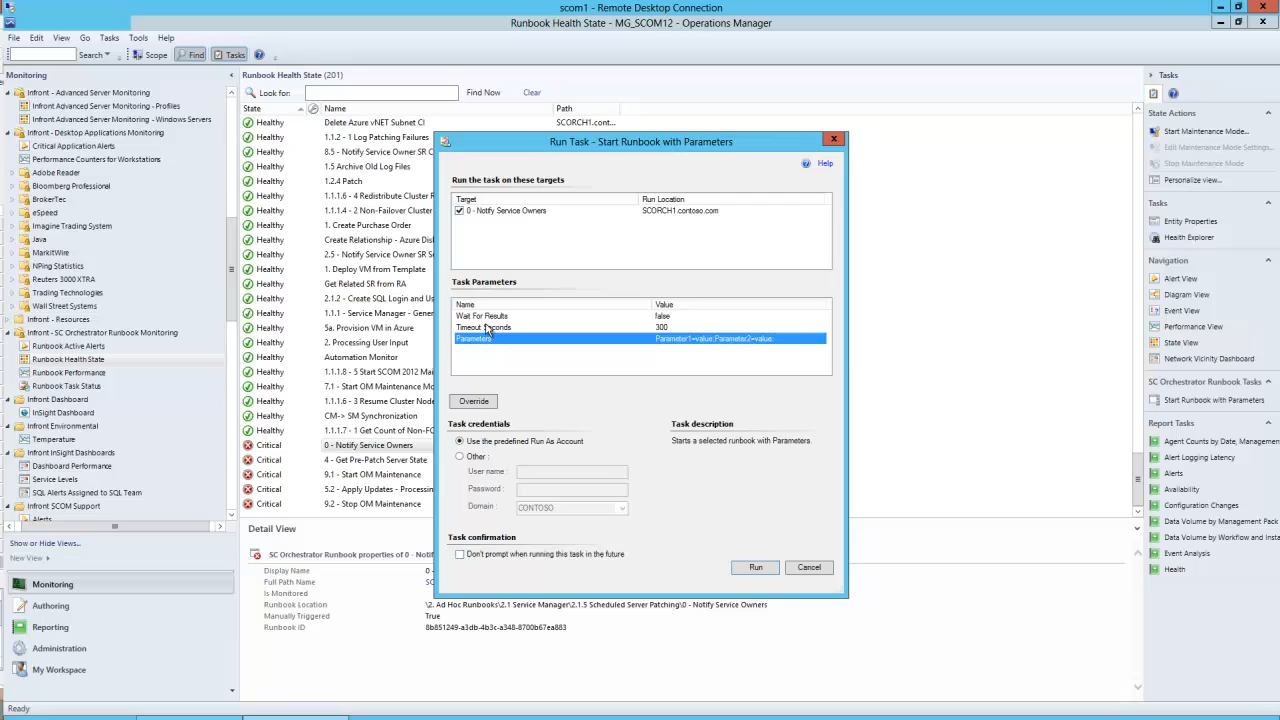 scom1 - Remote Desktop Connection
Runbook Health State - MG_SCOM12 - Operations Manager
File Edit View Go Tasks Tools Help
Search Scope Find Tasks
Monitoring
Infront - Advanced Server Monitoring
Infront Advanced Server Monitoring - Profiles
Infront Advanced Server Monitoring - Windows Servers
Infront - Desktop Applications Monitoring
Critical Application Alerts
Performance Counters for Workstations
Adobe Reader
Bloomberg Professional
BrokerTec
eSpeed
Imagine Trading System
Java
MarkitWire
NPing Statistics
Reuters 3000 XTRA
Trading Technologies
Wall Street Systems
Infront - Resources
Infront - SC Orchestrator Runbook Monitoring
Runbook Active Alerts
Runbook Health State
Runbook Performance
Runbook Task Status
Infront Dashboard
InSight Dashboard
Infront Environmental
Temperature
Infront InSight Dashboards
Dashboard Performance
Service Levels
SQL Alerts Assigned to SQL Team
Infront SCOM Support
Alerts
Show or Hide Views...
New View
Monitoring
Authoring
Reporting
Administration
My Workspace
Ready
Runbook Health State (201)
Look for: Find Now Clear
State Name Path
Healthy Delete Azure vNET Subnet CI SCORCH1.cont...
Healthy 1.1.2 - 1 Log Patching Failures
Healthy 8.5 - Notify Service Owner SR C
Healthy 1.5 Archive Old Log Files
Healthy 1.2.4 Patch
Healthy 1.1.1.6 - 4 Redistribute Cluster R
Healthy 1.1.1.4 - 2 Non-Failover Cluster
Healthy 1. Create Purchase Order
Healthy Create Relationship - Azure Disk
Healthy 2.5 - Notify Service Owner SR S
Healthy 1. Deploy VM from Template
Healthy Get Related SR from RA
Healthy 2.1.2 - Create SQL Login and Us
Healthy 1.1.1 - Service Manager - Gener
Healthy 5a. Provision VM in Azure
Healthy 2. Processing User Input
Healthy Automation Monitor
Healthy 1.1.1.8 - 5 Start SCOM 2012 Mai
Healthy 7.1 - Start OM Maintenance Mo
Healthy 1.1.1.6 - 3 Resume Cluster Node
Healthy CM-> SM Synchronization
Healthy 1.1.1.7 - 1 Get Count of Non-FC
Critical 0 - Notify Service Owners
Critical 4 - Get Pre-Patch Server State
Critical 9.1 - Start OM Maintenance
Critical 5.2 - Apply Updates - Processin
Critical 9.2 - Stop OM Maintenance
Detail View
SC Orchestrator Runbook properties of 0 - Notif
Display Name 0 -
Full Path Name SC
Is Monitored
Runbook Location \2. Ad Hoc Runbooks\2.1 Service Manager\2.1.5 Scheduled Server Patching\0 - Notify Service Owners
Manually Triggered True
Runbook ID 8b851249-a3db-4b3c-a348-8700b67ea883
Run Task - Start Runbook with Parameters
Help
Run the task on these targets
Target Run Location
0 - Notify Service Owners SCORCH1.contoso.com
Task Parameters
Name Value
Wait For Results false
Timeout Seconds 300
Parameters Parameter1=value;Parameter2=value;
Override
Task credentials
Use the predefined Run As Account
Other :
User name :
Password :
Domain : CONTOSO
Task description
Starts a selected runbook with Parameters.
Task confirmation
Don't prompt when running this task in the future
Run Cancel
Tasks
State Actions
Start Maintenance Mode...
Edit Maintenance Mode Settings...
Stop Maintenance Mode
Personalize view...
Tasks
Entity Properties
Health Explorer
Navigation
Alert View
Diagram View
Event View
Performance View
State View
Network Vicinity Dashboard
SC Orchestrator Runbook Tasks
Start Runbook with Parameters
Report Tasks
Agent Counts by Date, Managemen
Alert Logging Latency
Alerts
Availability
Configuration Changes
Data Volume by Management Pack
Data Volume by Workflow and Insta
Event Analysis
Health